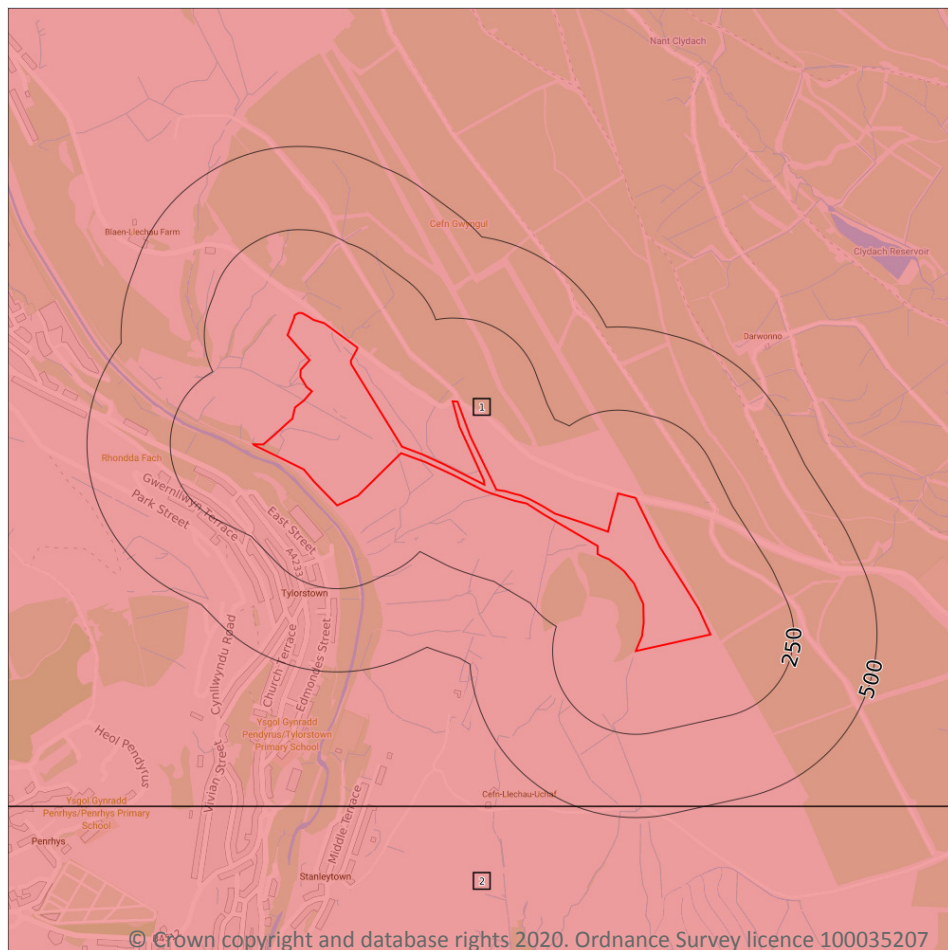 Nant Clydach
Cefn Gwyngul
Blaen-Llechau Farm
Clydach Reservoir
Darwonno
1
Rhondda Fach
Gwernllwyn Terrace
Park Street
East Street
A4233
Tylorstown
Cynllwyndu Road
Church Terrace
Edmondes Street
250
500
Ysgol Gynradd
Pendyrus/Tylorstown
Primary School
Heol Pendyrus
Vivian Street
Cefn-Llechau-Uchaf
Ysgol Gynradd
Penrhys/Penrhys Primary
School
Middle Terrace
Penrhys
Stanleytown
2
© Crown copyright and database rights 2020. Ordnance Survey licence 100035207